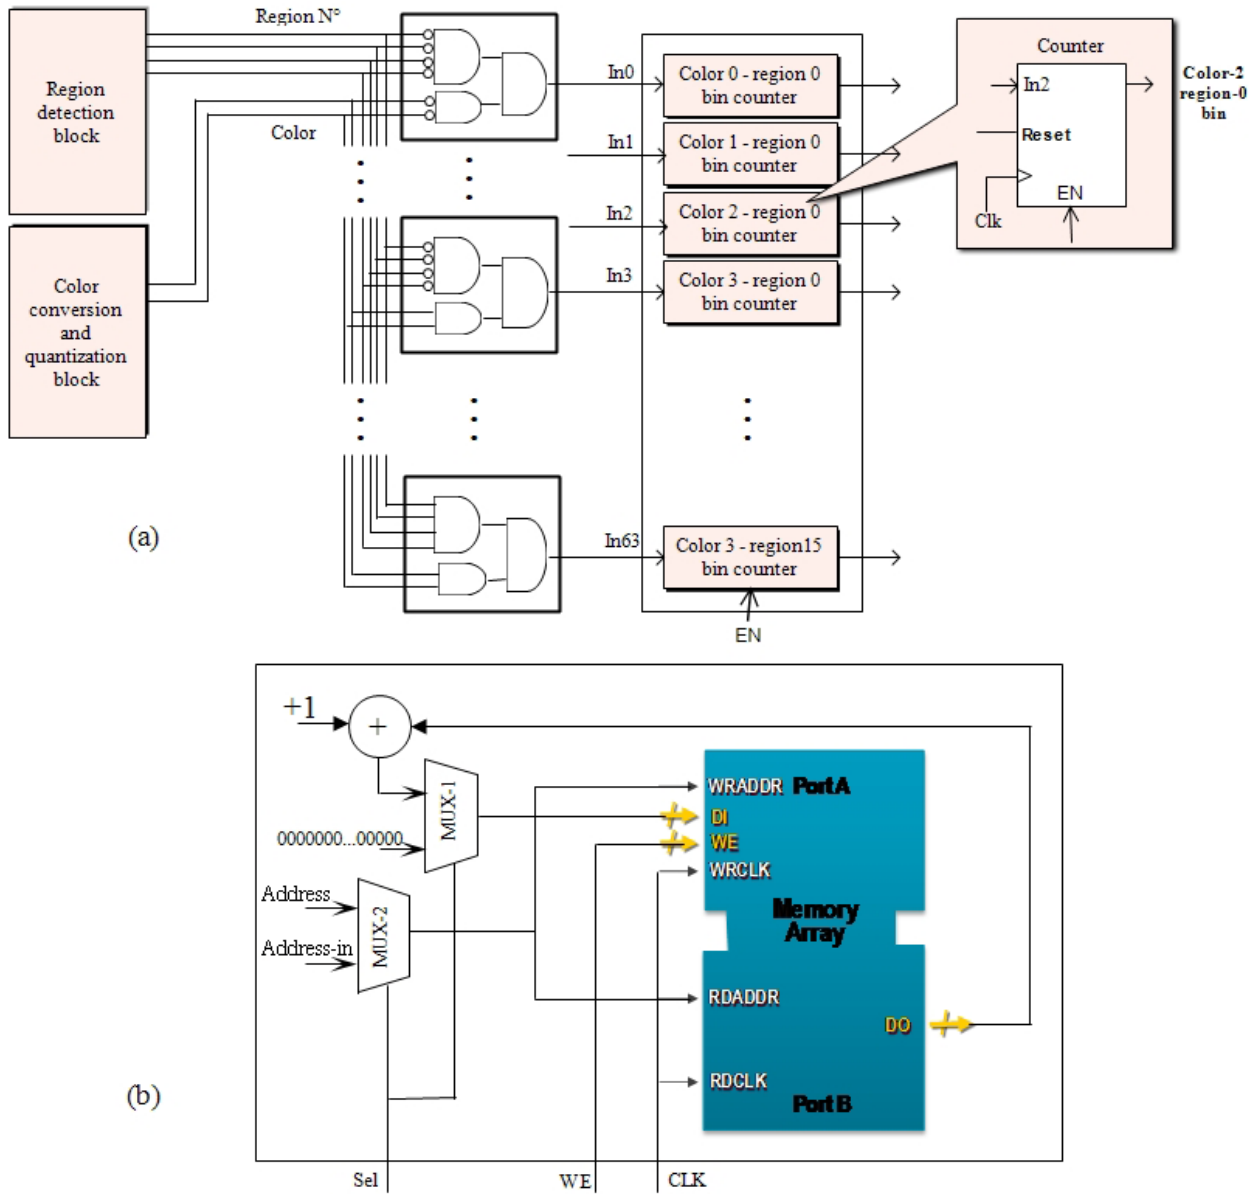 Region N°
Region
detection
block
Color
Color
conversion
and
quantization
block
In0
In1
In2
In3
In63
Color 0 - region 0
bin counter
Color 1 - region 0
bin counter
Color 2 - region 0
bin counter
Color 3 - region 0
bin counter
Color 3 - region15
bin counter
EN
Counter
In2
Reset
Clk
EN
Color-2
region-0
bin
(a)
+1
+
MUX-1
0000000...00000
Address
Address-in
MUX-2
WRADDR
Port A
DI
WE
WRCLK
Memory
Array
RDADDR
DO
RDCLK
Port B
(b)
Sel
WE
CLK